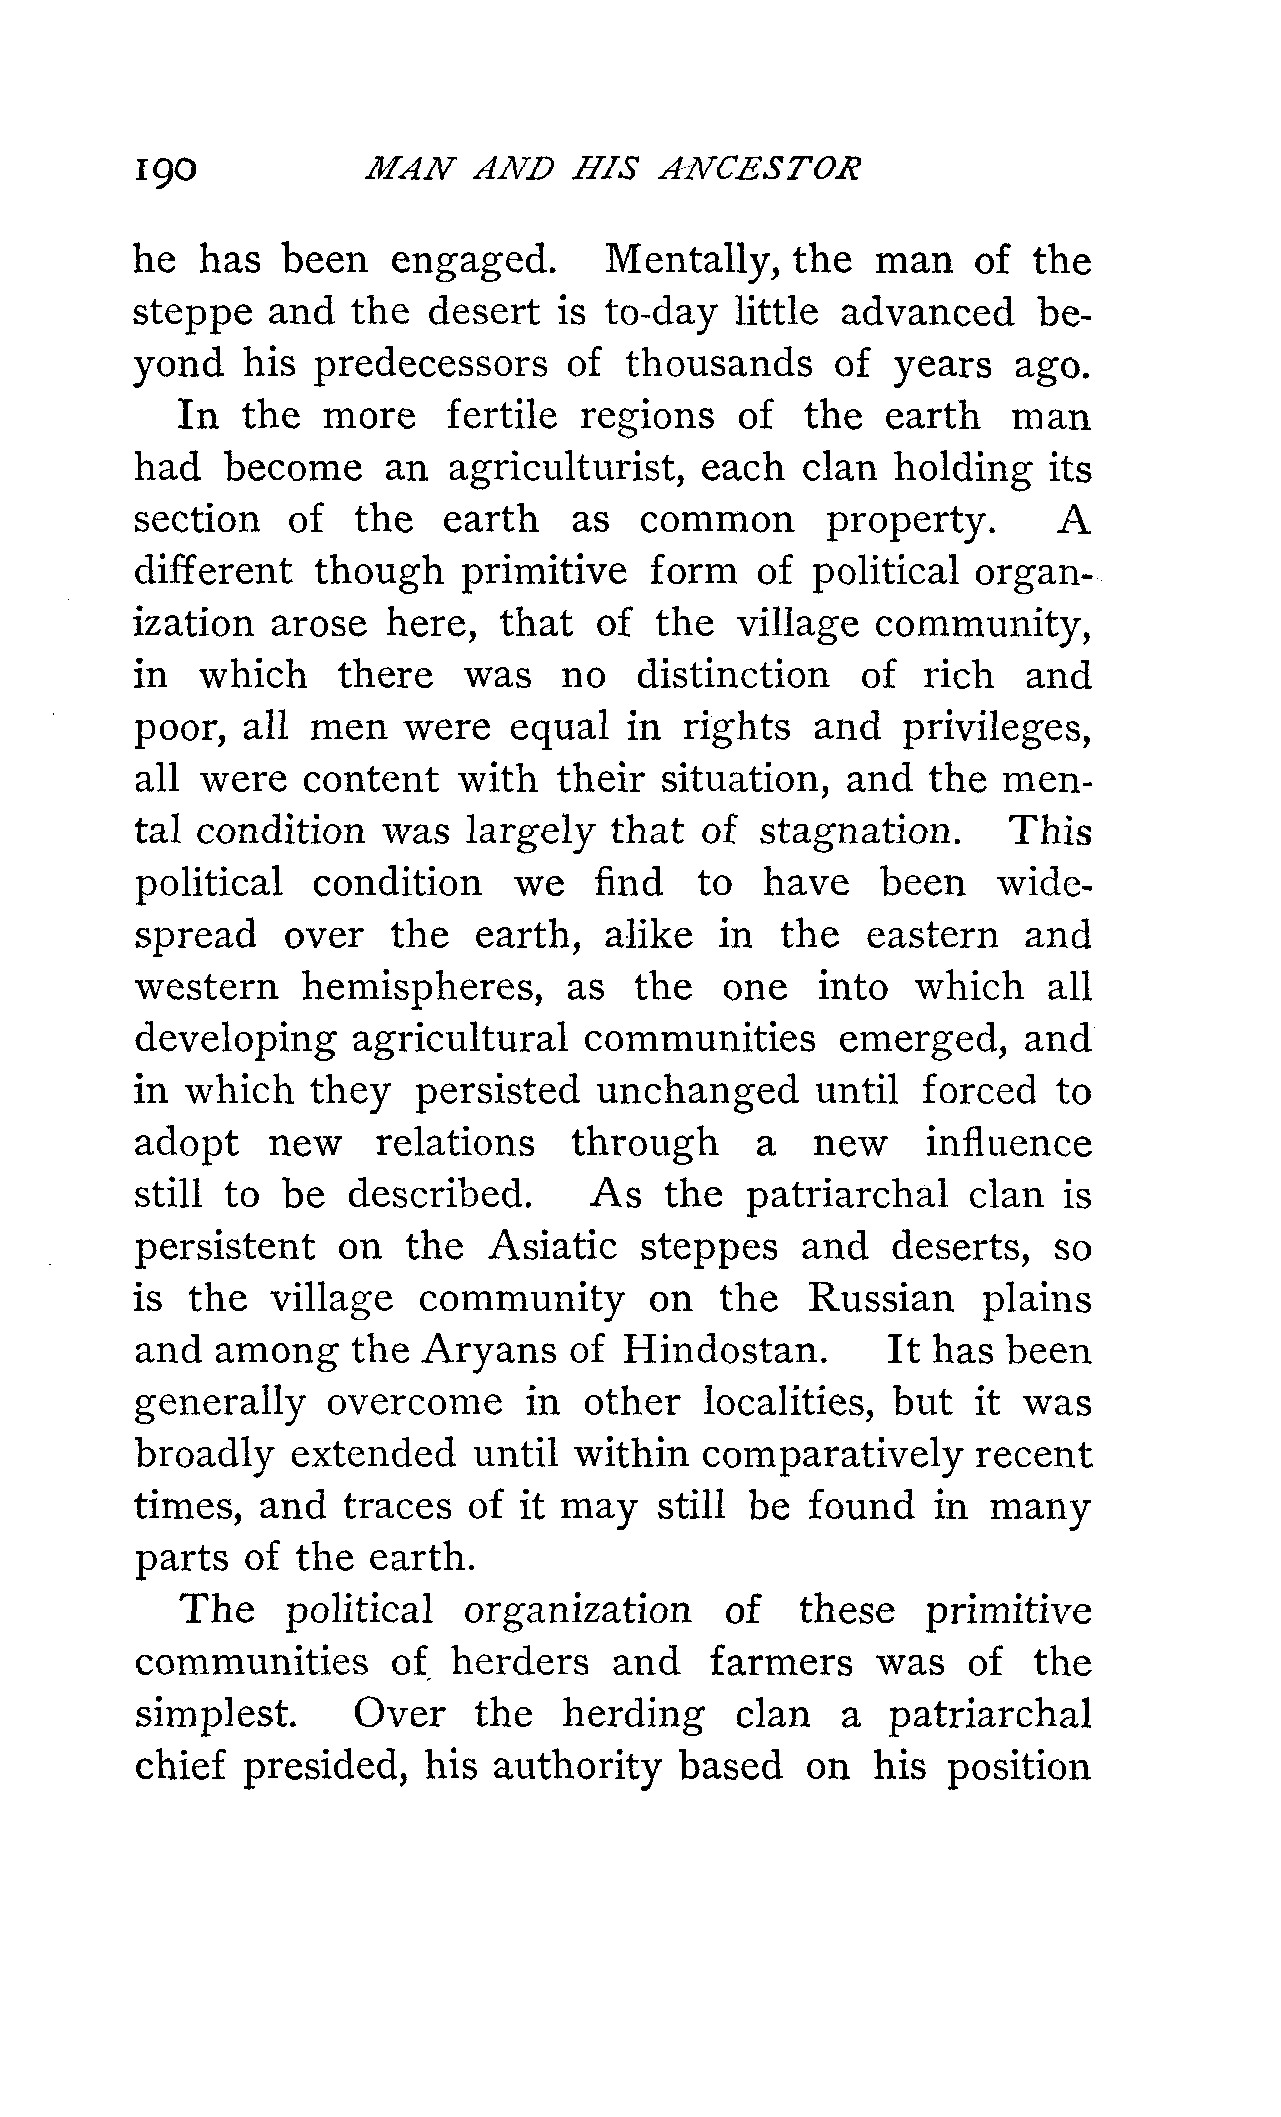 190 MAN AND HIS ANCESTOR
he has been engaged. Mentally, the man of the
steppe and the desert is to-day little advanced be-
yond his predecessors of thousands of years ago.
In the more fertile regions of the earth man
had become an agriculturist, each clan holding its
section of the earth as common property. A
different though primitive form of political organ-
ization arose here, that of the village community,
in which there was no distinction of rich and
poor, all men were equal in rights and privileges,
all were content with their situation, and the men-
tal condition was largely that of stagnation. This
political condition we find to have been wide-
spread over the earth, alike in the eastern and
western hemispheres, as the one into which all
developing agricultural communities emerged, and
in which they persisted unchanged until forced to
adopt new relations through a new influence
still to be described. As the patriarchal clan is
persistent on the Asiatic steppes and deserts, so
is the village community on the Russian plains
and among the Aryans of Hindostan. It has been
generally overcome in other localities, but it was
broadly extended until within comparatively recent
times, and traces of it may still be found in many
parts of the earth.
The political organization of these primitive
communities of herders and farmers was of the
simplest. Over the herding clan a patriarchal
chief presided, his authority based on his position